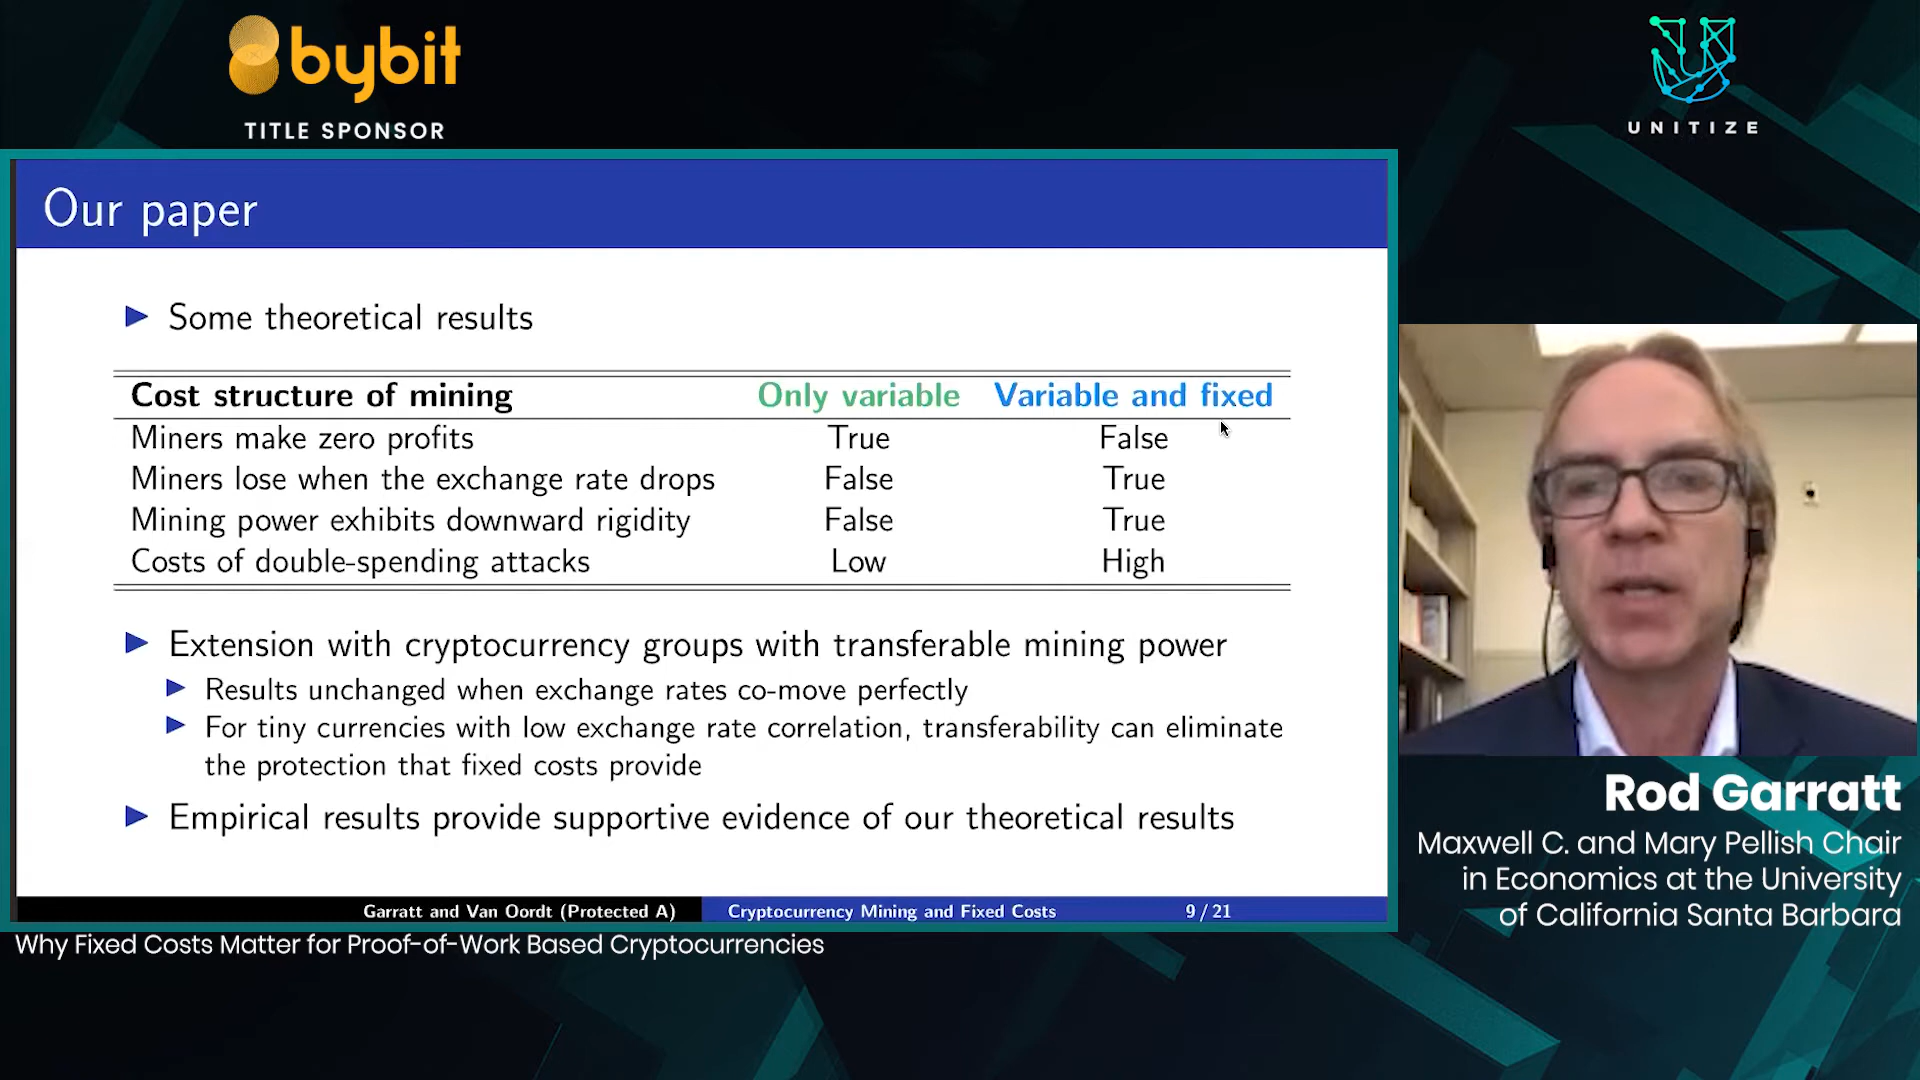 bybit
TITLE SPONSOR
UNITIZE
Our paper
Some theoretical results
Cost structure of mining Only variable Variable and fixed
Miners make zero profits True False
Miners lose when the exchange rate drops False True
Mining power exhibits downward rigidity False True
Costs of double-spending attacks Low High
Extension with cryptocurrency groups with transferable mining power
Results unchanged when exchange rates co-move perfectly
For tiny currencies with low exchange rate correlation, transferability can eliminate
the protection that fixed costs provide
Empirical results provide supportive evidence of our theoretical results
Garratt and Van Oordt (Protected A) Cryptocurrency Mining and Fixed Costs 9 / 21
Why Fixed Costs Matter for Proof-of-Work Based Cryptocurrencies
Rod Garratt
Maxwell C. and Mary Pellish Chair
in Economics at the University
of California Santa Barbara